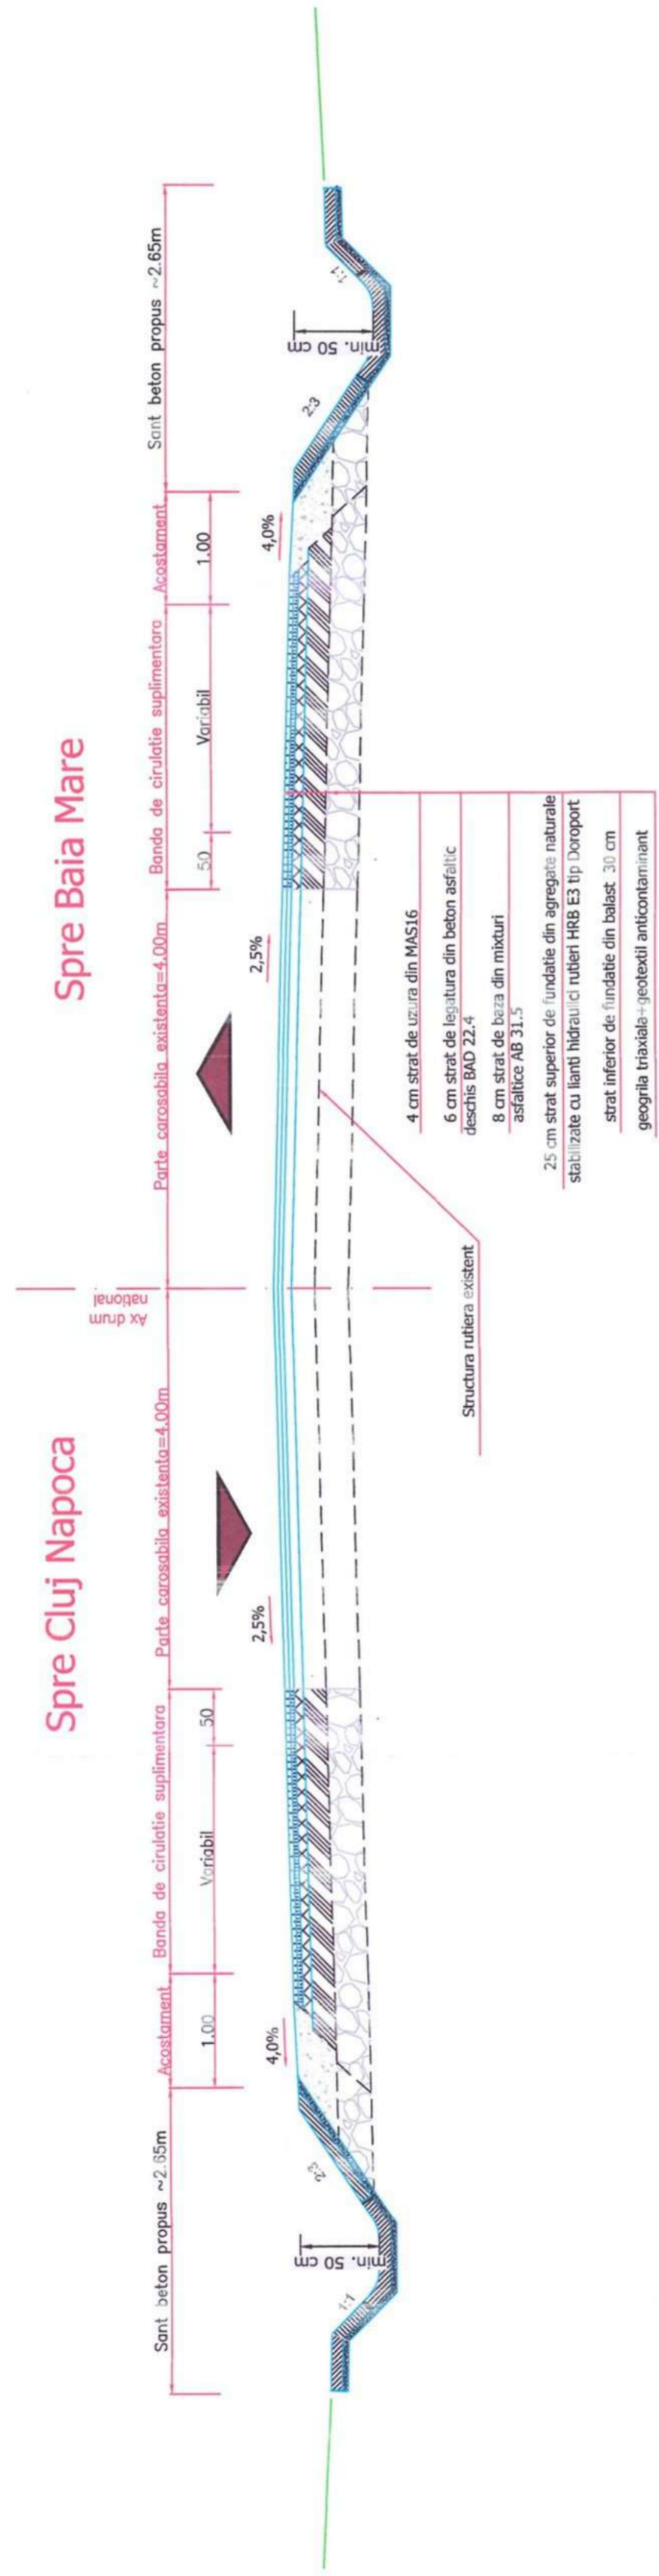 Spre Cluj Napoca
Spre Baia Mare
Sant beton propus ~2.65m
Acostament
Banda de cirulatie suplimentara
Parte carosabila existenta=4.00m
Ax drum
national
Parte carosabila existenta=4.00m
Banda de cirulatie suplimentara
Acostament
Sant beton propus ~2.65m
1.00
Variabil
50
50
Variabil
1.00
4,0%
2,5%
2,5%
4,0%
1:1
min. 50 cm
2:3
2:3
min. 50 cm
1:1
Structura rutiera existent
4 cm strat de uzura din MAS16
6 cm strat de legatura din beton asfaltic
deschis BAD 22.4
8 cm strat de baza din mixturi
asfaltice AB 31.5
25 cm strat superior de fundatie din agregate naturale
stabilizate cu lianti hidraulici rutieri HRB E3 tip Doroport
strat inferior de fundatie din balast 30 cm
geogrila triaxiala+geotextil anticontaminant